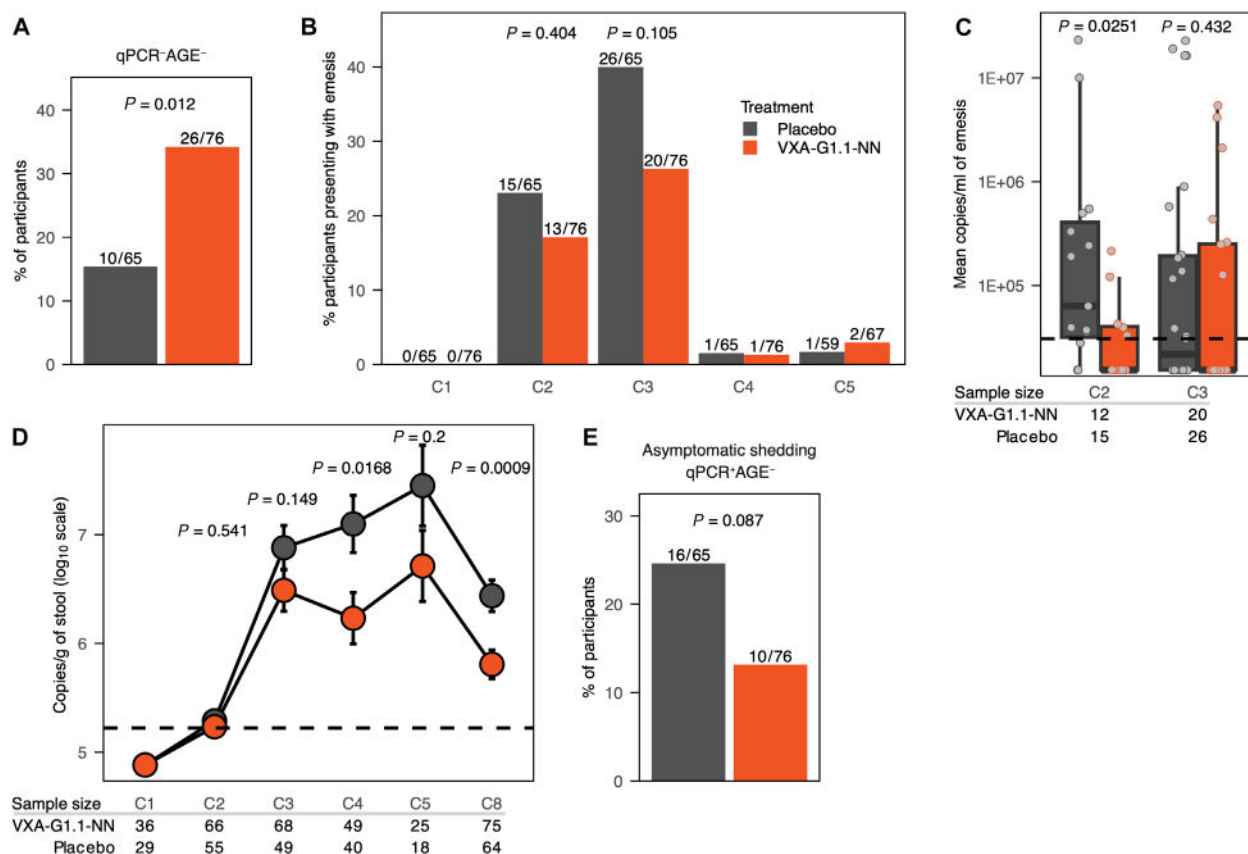 A
qPCR⁻AGE⁻
P = 0.012
% of participants
40
30
20
10
0
10/65
26/76
B
P = 0.404 P = 0.105
% participants presenting with emesis
40
30
20
10
0
0/65 0/76
15/65
13/76
26/65
20/76
1/65 1/76
1/59
2/67
C1 C2 C3 C4 C5
Treatment
Placebo
VXA-G1.1-NN
C
P = 0.0251 P = 0.432
Mean copies/ml of emesis
1E+07
1E+06
1E+05
Sample size C2 C3
VXA-G1.1-NN 12 20
Placebo 15 26
D
P = 0.541
P = 0.149
P = 0.0168
P = 0.2
P = 0.0009
Copies/g of stool (log₁₀ scale)
7
6
5
Sample size C1 C2 C3 C4 C5 C8
VXA-G1.1-NN 36 66 68 49 25 75
Placebo 29 55 49 40 18 64
E
Asymptomatic shedding
qPCR⁺AGE⁻
P = 0.087
% of participants
30
20
10
0
16/65
10/76